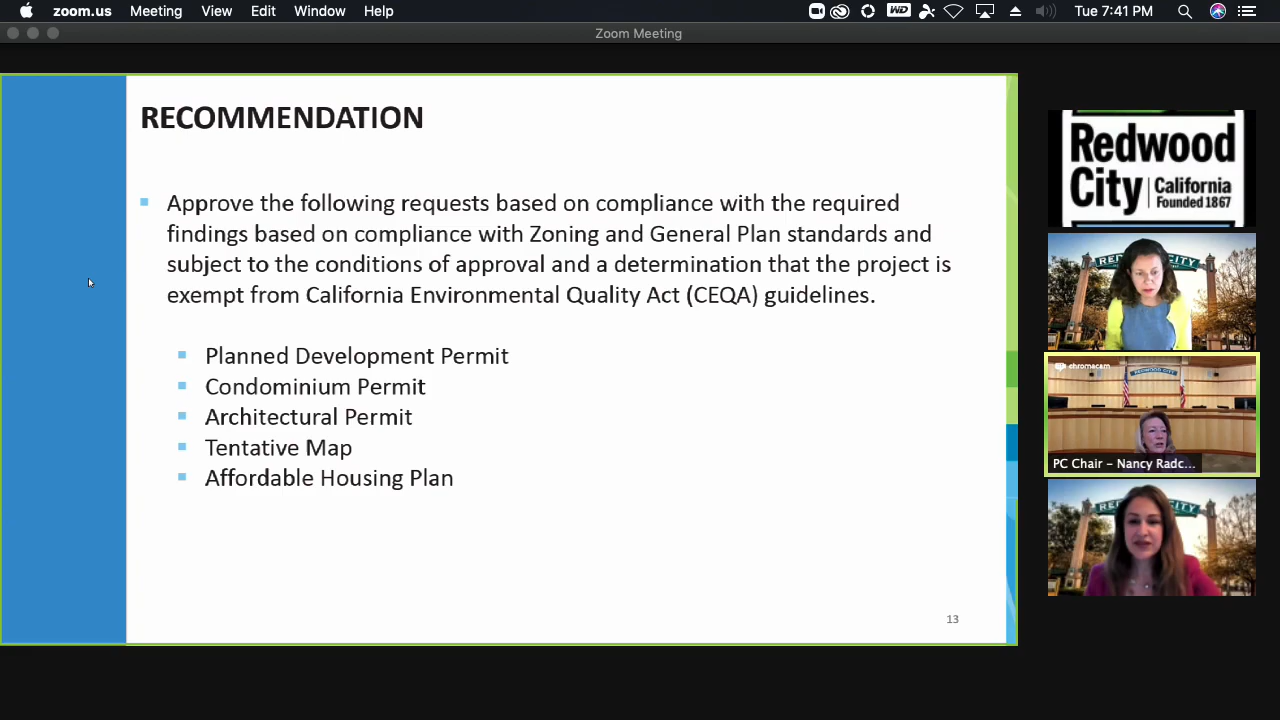 zoom.us Meeting View Edit Window Help
Tue 7:41 PM
Zoom Meeting
RECOMMENDATION
Approve the following requests based on compliance with the required
findings based on compliance with Zoning and General Plan standards and
subject to the conditions of approval and a determination that the project is
exempt from California Environmental Quality Act (CEQA) guidelines.
Planned Development Permit
Condominium Permit
Architectural Permit
Tentative Map
Affordable Housing Plan
13
Redwood
City
California
Founded 1867
chromacam
REDWOOD CITY
PC Chair – Nancy Radc...